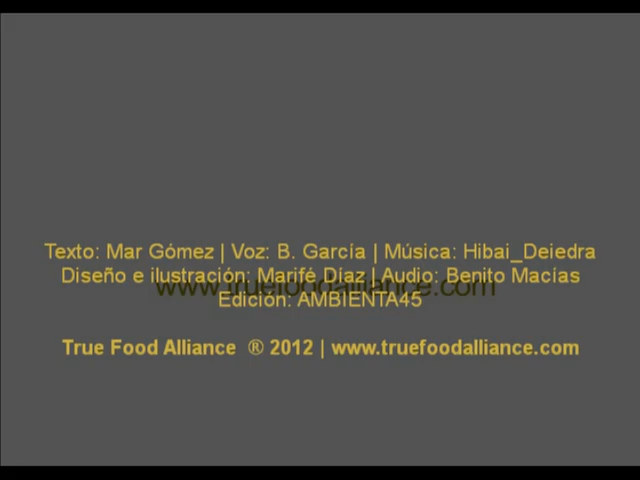 Texto: Mar Gómez | Voz: B. García | Música: Hibai_Deiedra
Diseño e ilustración: Marifé Díaz | Audio: Benito Macías
www.truefoodalliance.com
Edición: AMBIENTA45
True Food Alliance ® 2012 | www.truefoodalliance.com